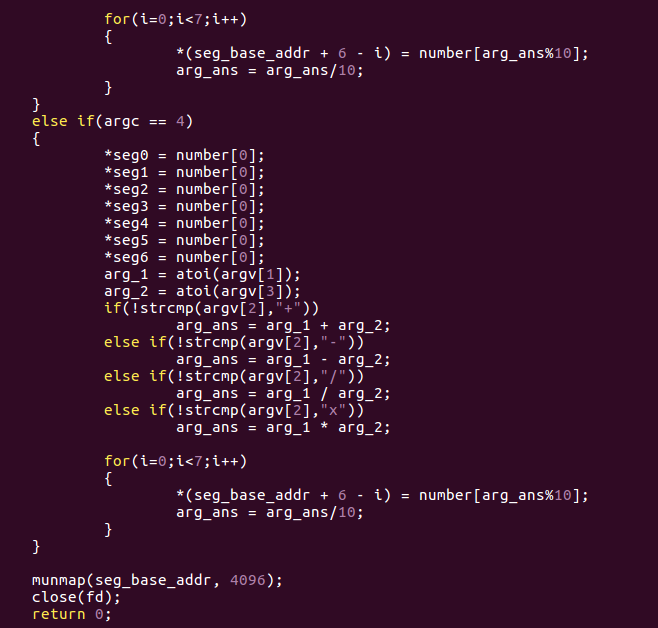 for(i=0;i<7;i++)
{
*(seg_base_addr + 6 - i) = number[arg_ans%10];
arg_ans = arg_ans/10;
}
}
else if(argc == 4)
{
*seg0 = number[0];
*seg1 = number[0];
*seg2 = number[0];
*seg3 = number[0];
*seg4 = number[0];
*seg5 = number[0];
*seg6 = number[0];
arg_1 = atoi(argv[1]);
arg_2 = atoi(argv[3]);
if(!strcmp(argv[2],"+"))
arg_ans = arg_1 + arg_2;
else if(!strcmp(argv[2],"-"))
arg_ans = arg_1 - arg_2;
else if(!strcmp(argv[2],"/"))
arg_ans = arg_1 / arg_2;
else if(!strcmp(argv[2],"x"))
arg_ans = arg_1 * arg_2;
for(i=0;i<7;i++)
{
*(seg_base_addr + 6 - i) = number[arg_ans%10];
arg_ans = arg_ans/10;
}
}
munmap(seg_base_addr, 4096);
close(fd);
return 0;